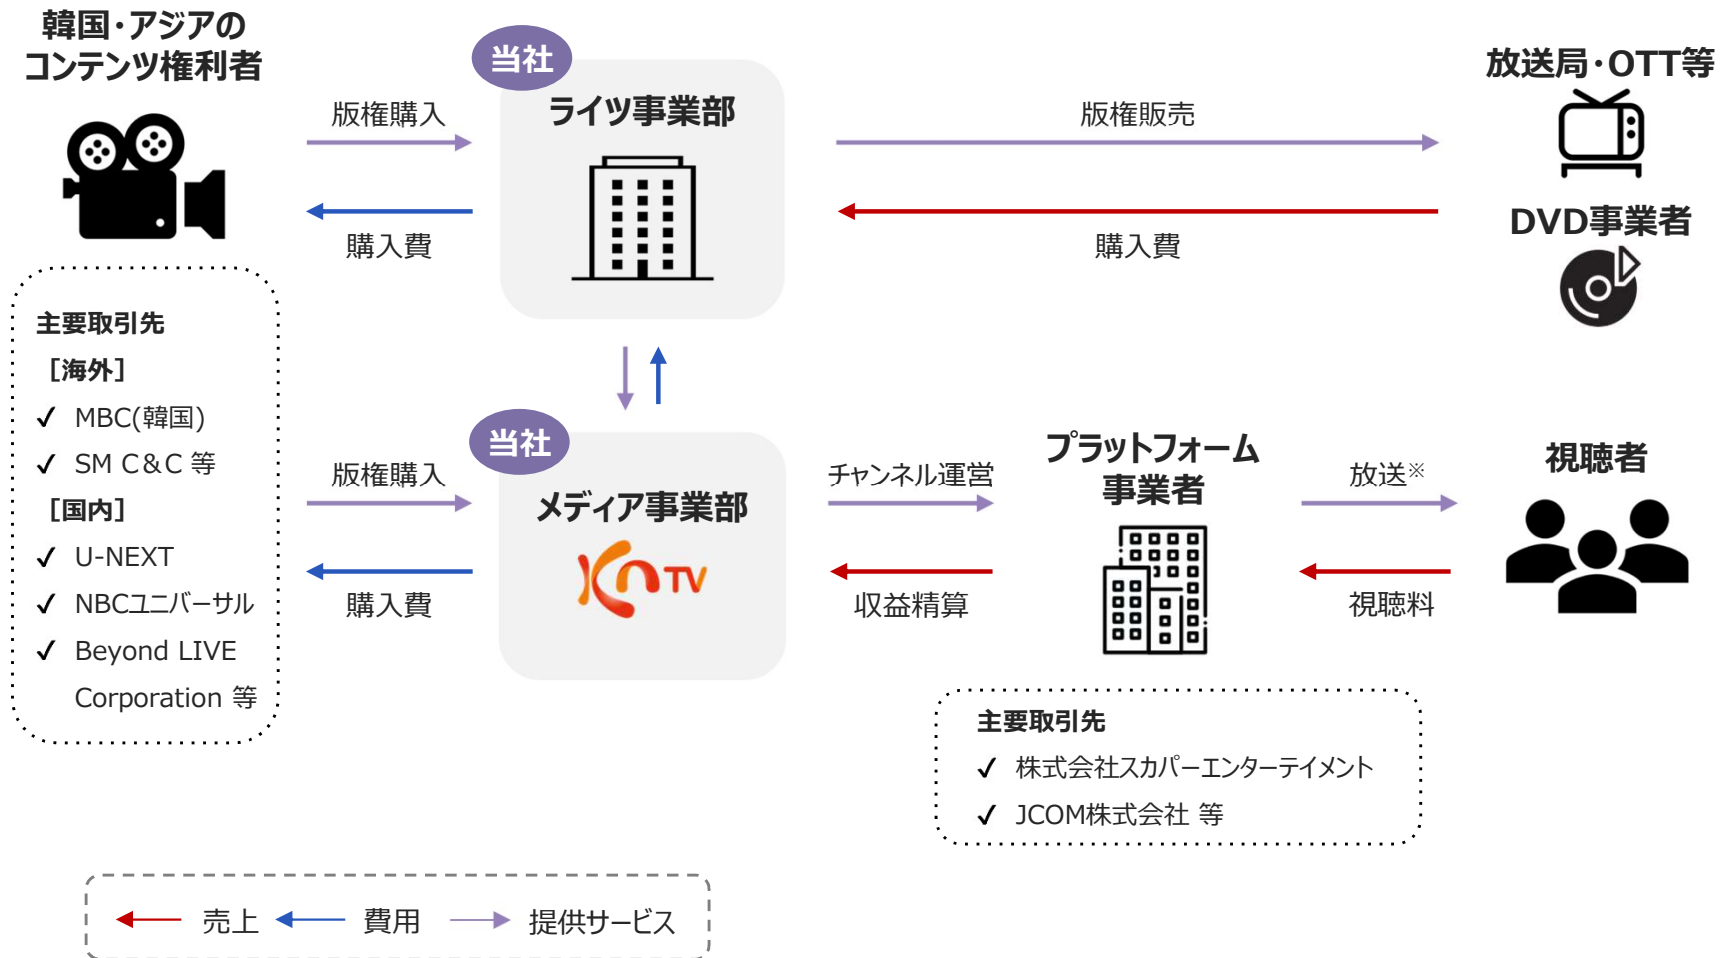 韓国・アジアの
コンテンツ権利者
当社
ライツ事業部
放送局・OTT等
版権購入
購入費
版権販売
購入費
DVD事業者
主要取引先
［海外］
✓ MBC(韓国)
✓ SM C&C 等
［国内］
✓ U-NEXT
✓ NBCユニバーサル
✓ Beyond LIVE
Corporation 等
当社
メディア事業部
KnTV
版権購入
購入費
チャンネル運営
収益精算
プラットフォーム
事業者
放送※
視聴料
視聴者
主要取引先
✓ 株式会社スカパーエンターテイメント
✓ JCOM株式会社 等
売上
費用
提供サービス